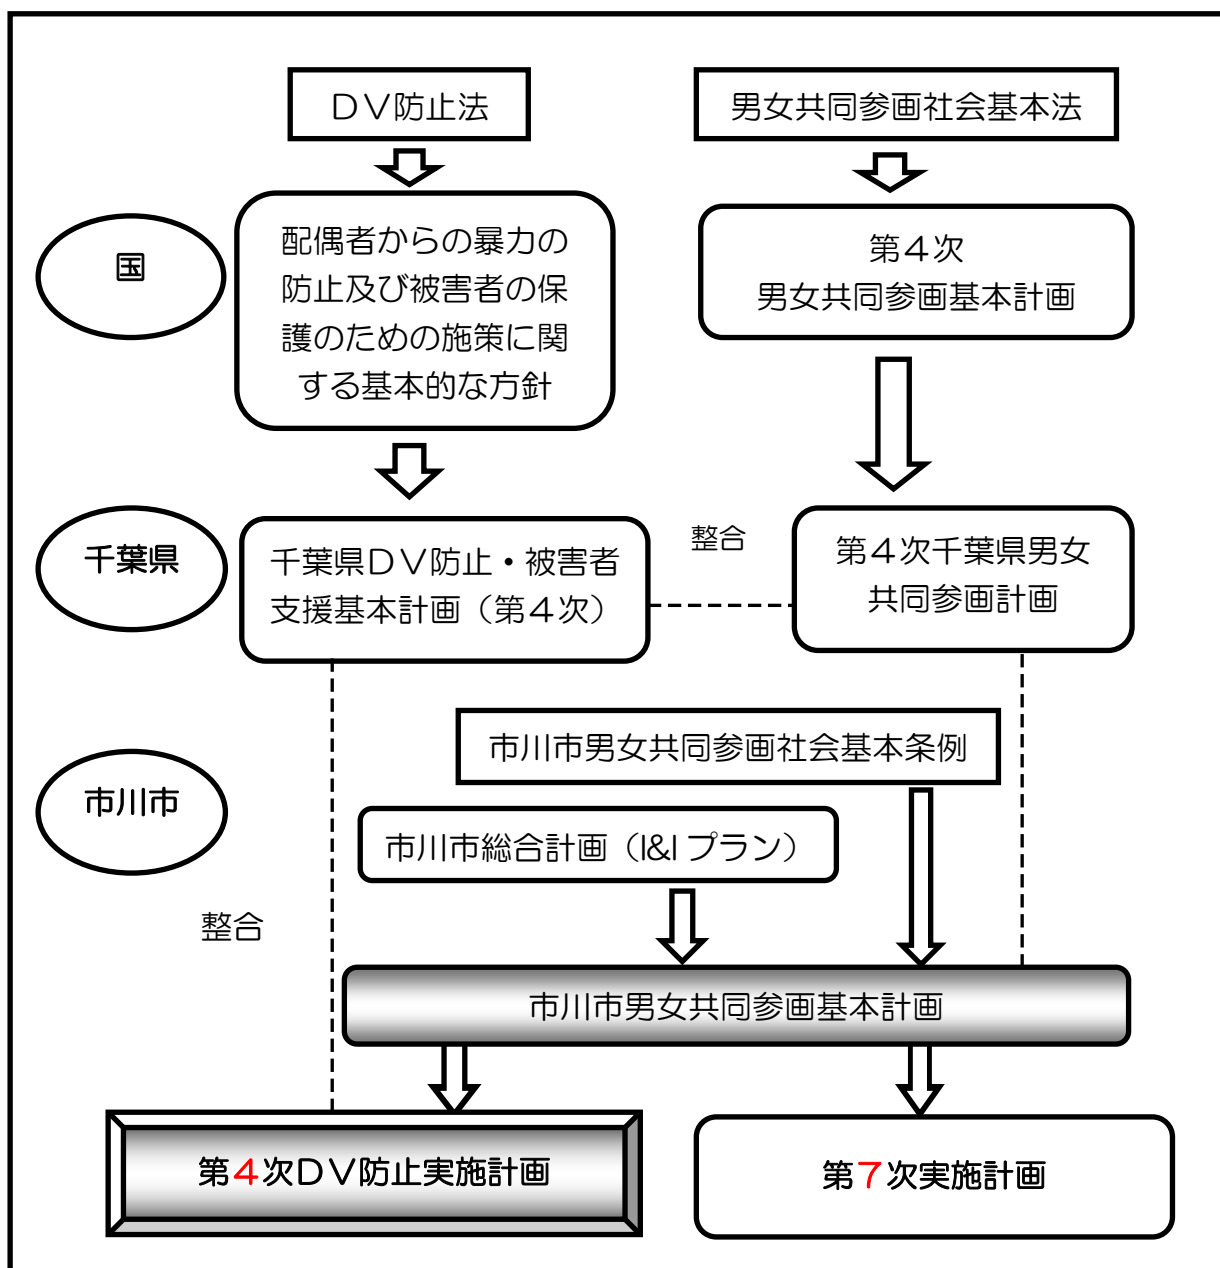 ＤＶ防止法
男女共同参画社会基本法
国
配偶者からの暴力の
防止及び被害者の保
護のための施策に関
する基本的な方針
第４次
男女共同参画基本計画
千葉県
千葉県ＤＶ防止・被害者
支援基本計画（第４次）
整合
第４次千葉県男女
共同参画計画
市川市
市川市男女共同参画社会基本条例
市川市総合計画（I&I プラン）
整合
市川市男女共同参画基本計画
第４次ＤＶ防止実施計画
第７次実施計画